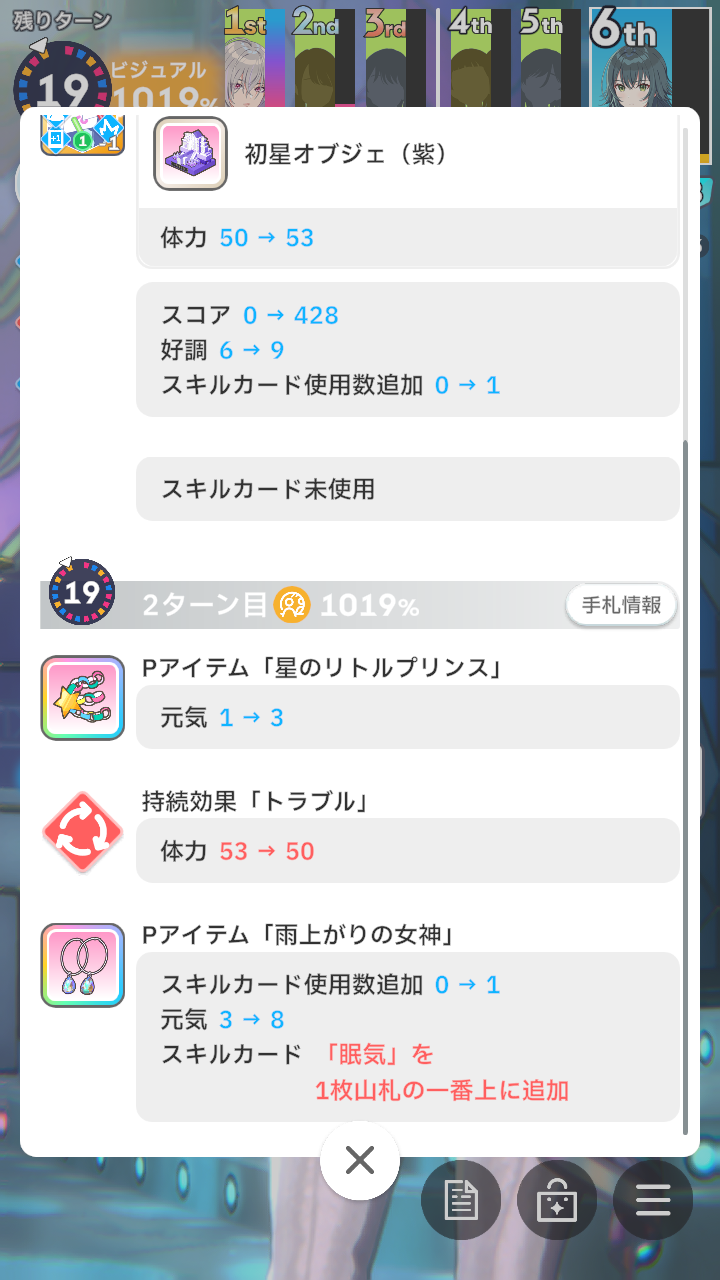 残りターン
19
ビジュアル
1019%
1st
2nd
3rd
4th
5th
6th
+1
1
1
初星オブジェ（紫）
体力 50 → 53
スコア 0 → 428
好調 6 → 9
スキルカード使用数追加 0 → 1
スキルカード未使用
19
2ターン目 1019%
手札情報
Pアイテム「星のリトルプリンス」
元気 1 → 3
持続効果「トラブル」
体力 53 → 50
Pアイテム「雨上がりの女神」
スキルカード使用数追加 0 → 1
元気 3 → 8
スキルカード 「眠気」を
1枚山札の一番上に追加